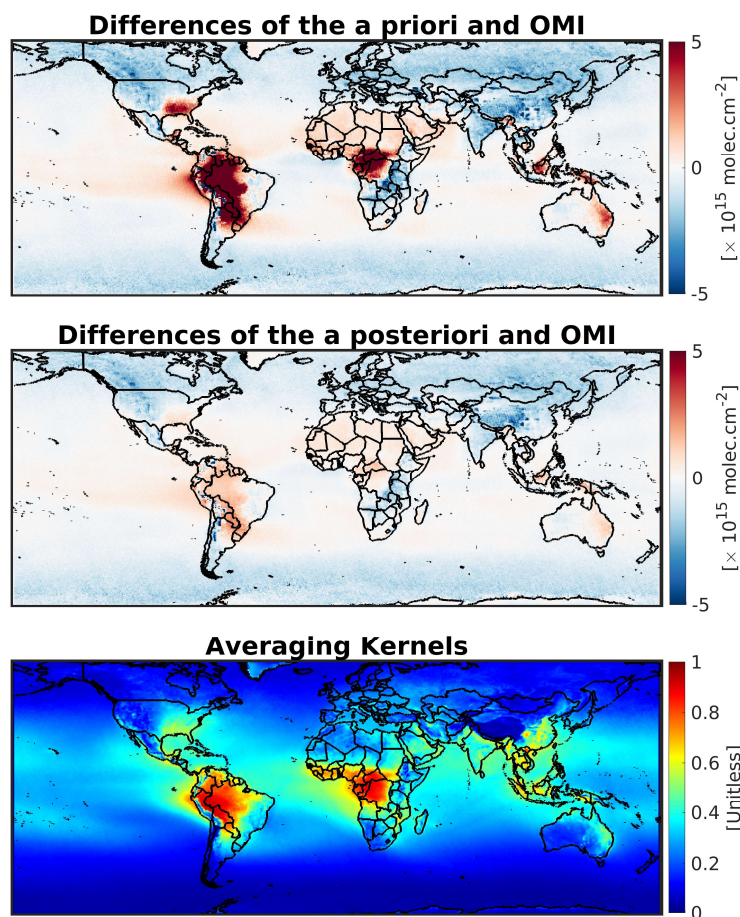 Differences of the a priori and OMI
5
0
-5
[× 10¹⁵ molec.cm⁻²]
Differences of the a posteriori and OMI
5
0
-5
[× 10¹⁵ molec.cm⁻²]
Averaging Kernels
1
0.8
0.6
0.4
0.2
0
[Unitless]